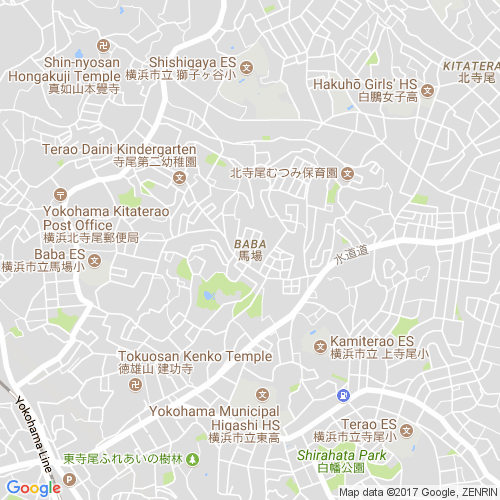 Shin-nyosan
Hongakuji Temple
真如山本覺寺
Shishigaya ES
横浜市立 獅子ヶ谷小
KITATERA
北寺尾
Hakuhō Girls' HS
白鵬女子高
Terao Daini Kindergarten
寺尾第二幼稚園
北寺尾むつみ保育園
Yokohama Kitaterao
Post Office
横浜北寺尾郵便局
BABA
馬場
水道道
Baba ES
横浜市立馬場小
Kamiterao ES
横浜市立 上寺尾小
Tokuosan Kenko Temple
徳雄山 建功寺
Yokohama Line
Yokohama Municipal
Higashi HS
横浜市立東高
Terao ES
横浜市立寺尾小
東寺尾ふれあいの樹林
Shirahata Park
白幡公園
P
Google
Map data ©2017 Google, ZENRIN